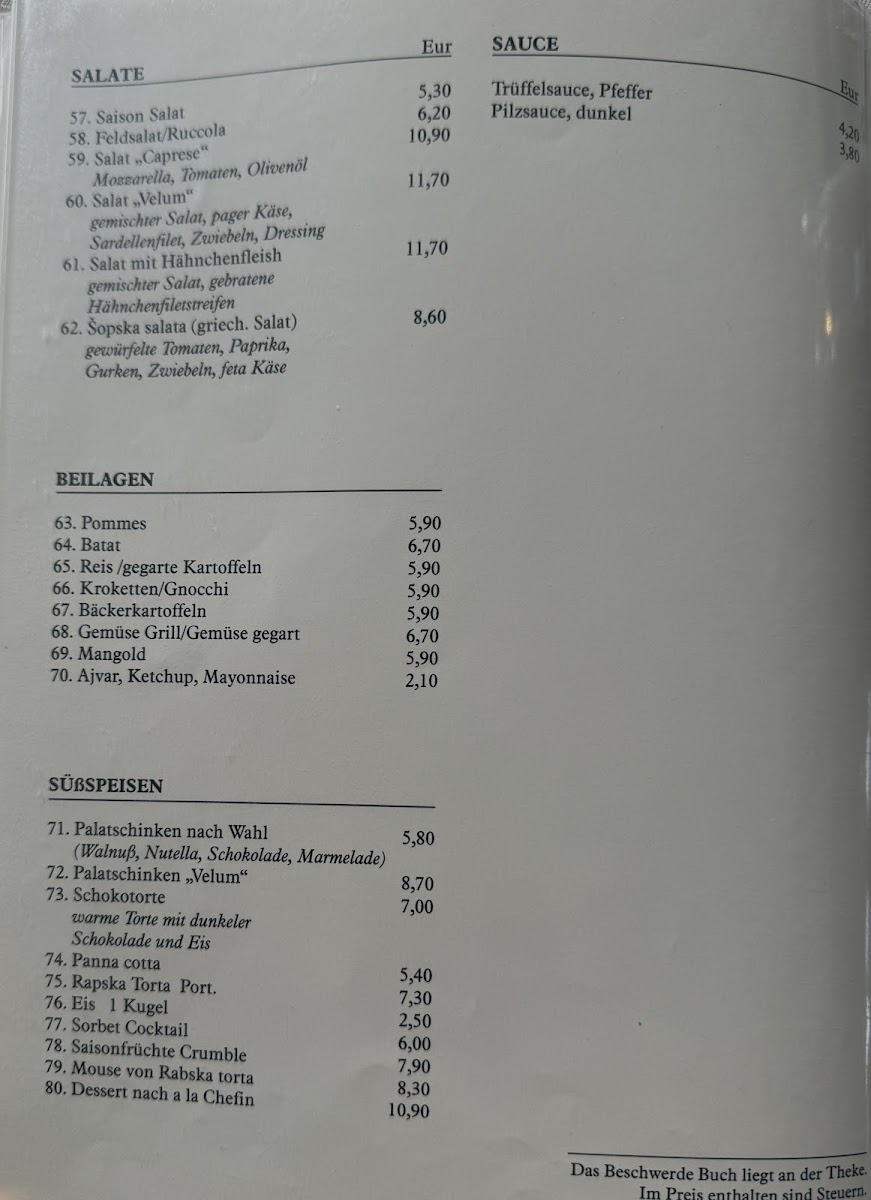 SALATE Eur
57. Saison Salat 5,30
58. Feldsalat/Ruccola 6,20
59. Salat „Caprese“ 10,90
Mozzarella, Tomaten, Olivenöl
60. Salat „Velum“ 11,70
gemischter Salat, pager Käse,
Sardellenfilet, Zwiebeln, Dressing
61. Salat mit Hähnchenfleish 11,70
gemischter Salat, gebratene
Hähnchenfiletstreifen
62. Šopska salata (griech. Salat) 8,60
gewürfelte Tomaten, Paprika,
Gurken, Zwiebeln, feta Käse
BEILAGEN
63. Pommes 5,90
64. Batat 6,70
65. Reis /gegarte Kartoffeln 5,90
66. Kroketten/Gnocchi 5,90
67. Bäckerkartoffeln 5,90
68. Gemüse Grill/Gemüse gegart 6,70
69. Mangold 5,90
70. Ajvar, Ketchup, Mayonnaise 2,10
SÜßSPEISEN
71. Palatschinken nach Wahl 5,80
(Walnuß, Nutella, Schokolade, Marmelade)
72. Palatschinken „Velum“ 8,70
73. Schokotorte 7,00
warme Torte mit dunkeler
Schokolade und Eis
74. Panna cotta 5,40
75. Rapska Torta Port. 7,30
76. Eis 1 Kugel 2,50
77. Sorbet Cocktail 6,00
78. Saisonfrüchte Crumble 7,90
79. Mouse von Rabska torta 8,30
80. Dessert nach a la Chefin 10,90
SAUCE Eur
Trüffelsauce, Pfeffer 4,20
Pilzsauce, dunkel 3,80
Das Beschwerde Buch liegt an der Theke.
Im Preis enthalten sind Steuern.